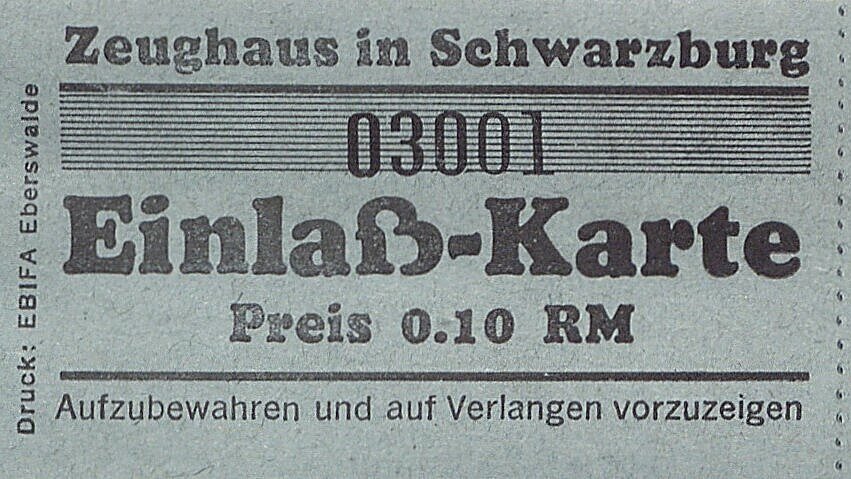 Zeughaus in Schwarzburg
03001
Einlaß-Karte
Preis 0.10 RM
Aufzubewahren und auf Verlangen vorzuzeigen
Druck: EBIFA Eberswalde